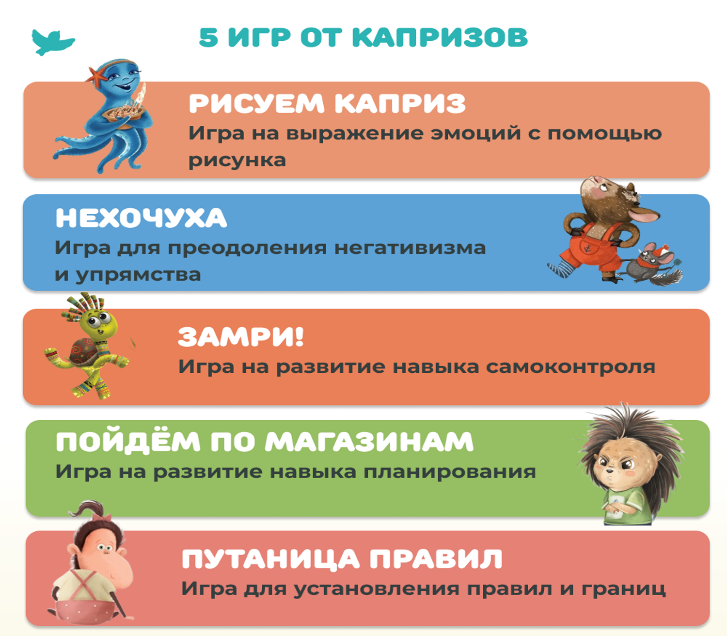 5 ИГР ОТ КАПРИЗОВ
РИСУЕМ КАПРИЗ
Игра на выражение эмоций с помощью
рисунка
НЕХОЧУХА
Игра для преодоления негативизма
и упрямства
ЗАМРИ!
Игра на развитие навыка самоконтроля
ПОЙДЁМ ПО МАГАЗИНАМ
Игра на развитие навыка планирования
ПУТАНИЦА ПРАВИЛ
Игра для установления правил и границ